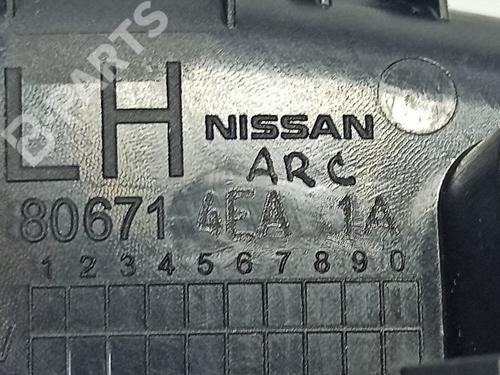 LH NISSAN
ARC
80671 4EA 1A
1 2 3 4 5 6 7 8 9 0